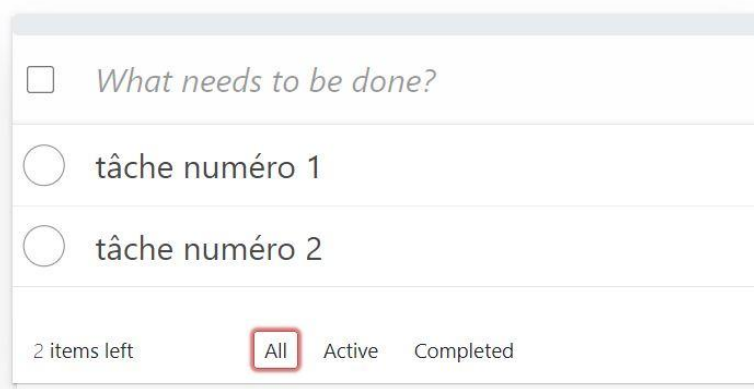 What needs to be done?
tâche numéro 1
tâche numéro 2
2 items left All Active Completed